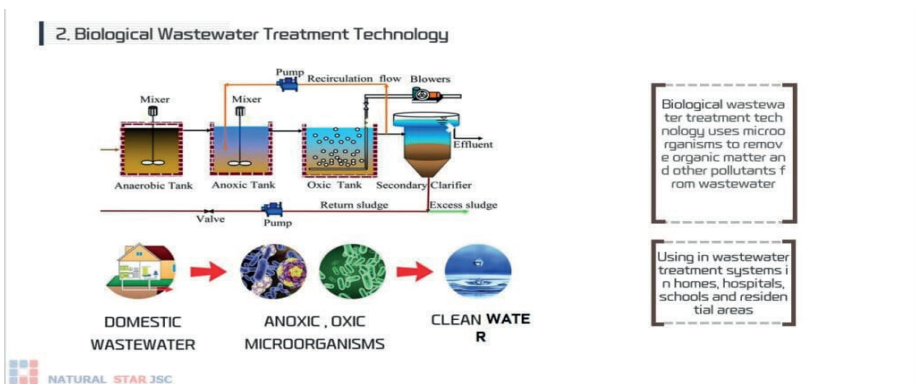 2. Biological Wastewater Treatment Technology
Pump
Recirculation flow
Blowers
Mixer
Mixer
Effluent
Anaerobic Tank
Anoxic Tank
Oxic Tank
Secondary Clarifier
Return sludge
Excess sludge
Valve
Pump
Biological wastewa
ter treatment tech
nology uses microo
rganisms to remov
e organic matter an
d other pollutants f
rom wastewater
Using in wastewater
treatment systems i
n homes, hospitals,
schools and residen
tial areas
DOMESTIC
WASTEWATER
ANOXIC , OXIC
MICROORGANISMS
CLEAN WATE
R
NATURAL STAR JSC